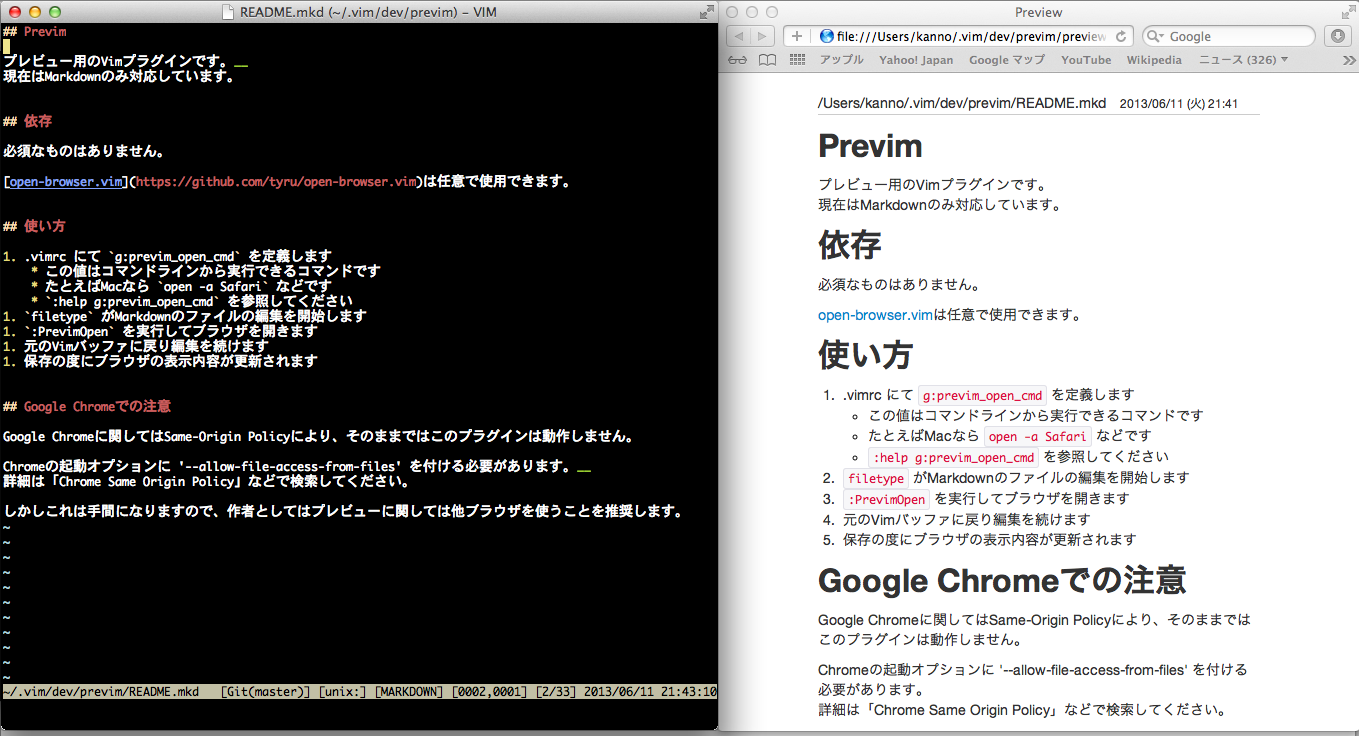 README.mkd (~/.vim/dev/previm) – VIM
## Previm
プレビュー用のVimプラグインです。__
現在はMarkdownのみ対応しています。
## 依存
必須なものはありません。
[open-browser.vim](https://github.com/tyru/open-browser.vim)は任意で使用できます。
## 使い方
1. .vimrc にて `g:previm_open_cmd` を定義します
* この値はコマンドラインから実行できるコマンドです
* たとえばMacなら `open -a Safari` などです
* `:help g:previm_open_cmd` を参照してください
1. `filetype` がMarkdownのファイルの編集を開始します
1. `:PrevimOpen` を実行してブラウザを開きます
1. 元のVimバッファに戻り編集を続けます
1. 保存の度にブラウザの表示内容が更新されます
## Google Chromeでの注意
Google Chromeに関してはSame-Origin Policyにより、そのままではこのプラグインは動作しません。
Chromeの起動オプションに '--allow-file-access-from-files' を付ける必要があります。__
詳細は「Chrome Same Origin Policy」などで検索してください。
しかしこれは手間になりますので、作者としてはプレビューに関しては他ブラウザを使うことを推奨します。
~
~
~
~
~
~
~
~
~
~
~
~/.vim/dev/previm/README.mkd [Git(master)] [unix:] [MARKDOWN] [0002,0001] [2/33] 2013/06/11 21:43:10
Preview
file:///Users/kanno/.vim/dev/previm/preview
Google
アップル Yahoo! Japan Google マップ YouTube Wikipedia ニュース (326) ▼
/Users/kanno/.vim/dev/previm/README.mkd 2013/06/11 (火) 21:41
Previm
プレビュー用のVimプラグインです。
現在はMarkdownのみ対応しています。
依存
必須なものはありません。
open-browser.vimは任意で使用できます。
使い方
1. .vimrc にて g:previm_open_cmd を定義します
この値はコマンドラインから実行できるコマンドです
たとえばMacなら open -a Safari などです
:help g:previm_open_cmd を参照してください
2. filetype がMarkdownのファイルの編集を開始します
3. :PrevimOpen を実行してブラウザを開きます
4. 元のVimバッファに戻り編集を続けます
5. 保存の度にブラウザの表示内容が更新されます
Google Chromeでの注意
Google Chromeに関してはSame-Origin Policyにより、そのままでは
このプラグインは動作しません。
Chromeの起動オプションに '--allow-file-access-from-files' を付ける
必要があります。
詳細は「Chrome Same Origin Policy」などで検索してください。